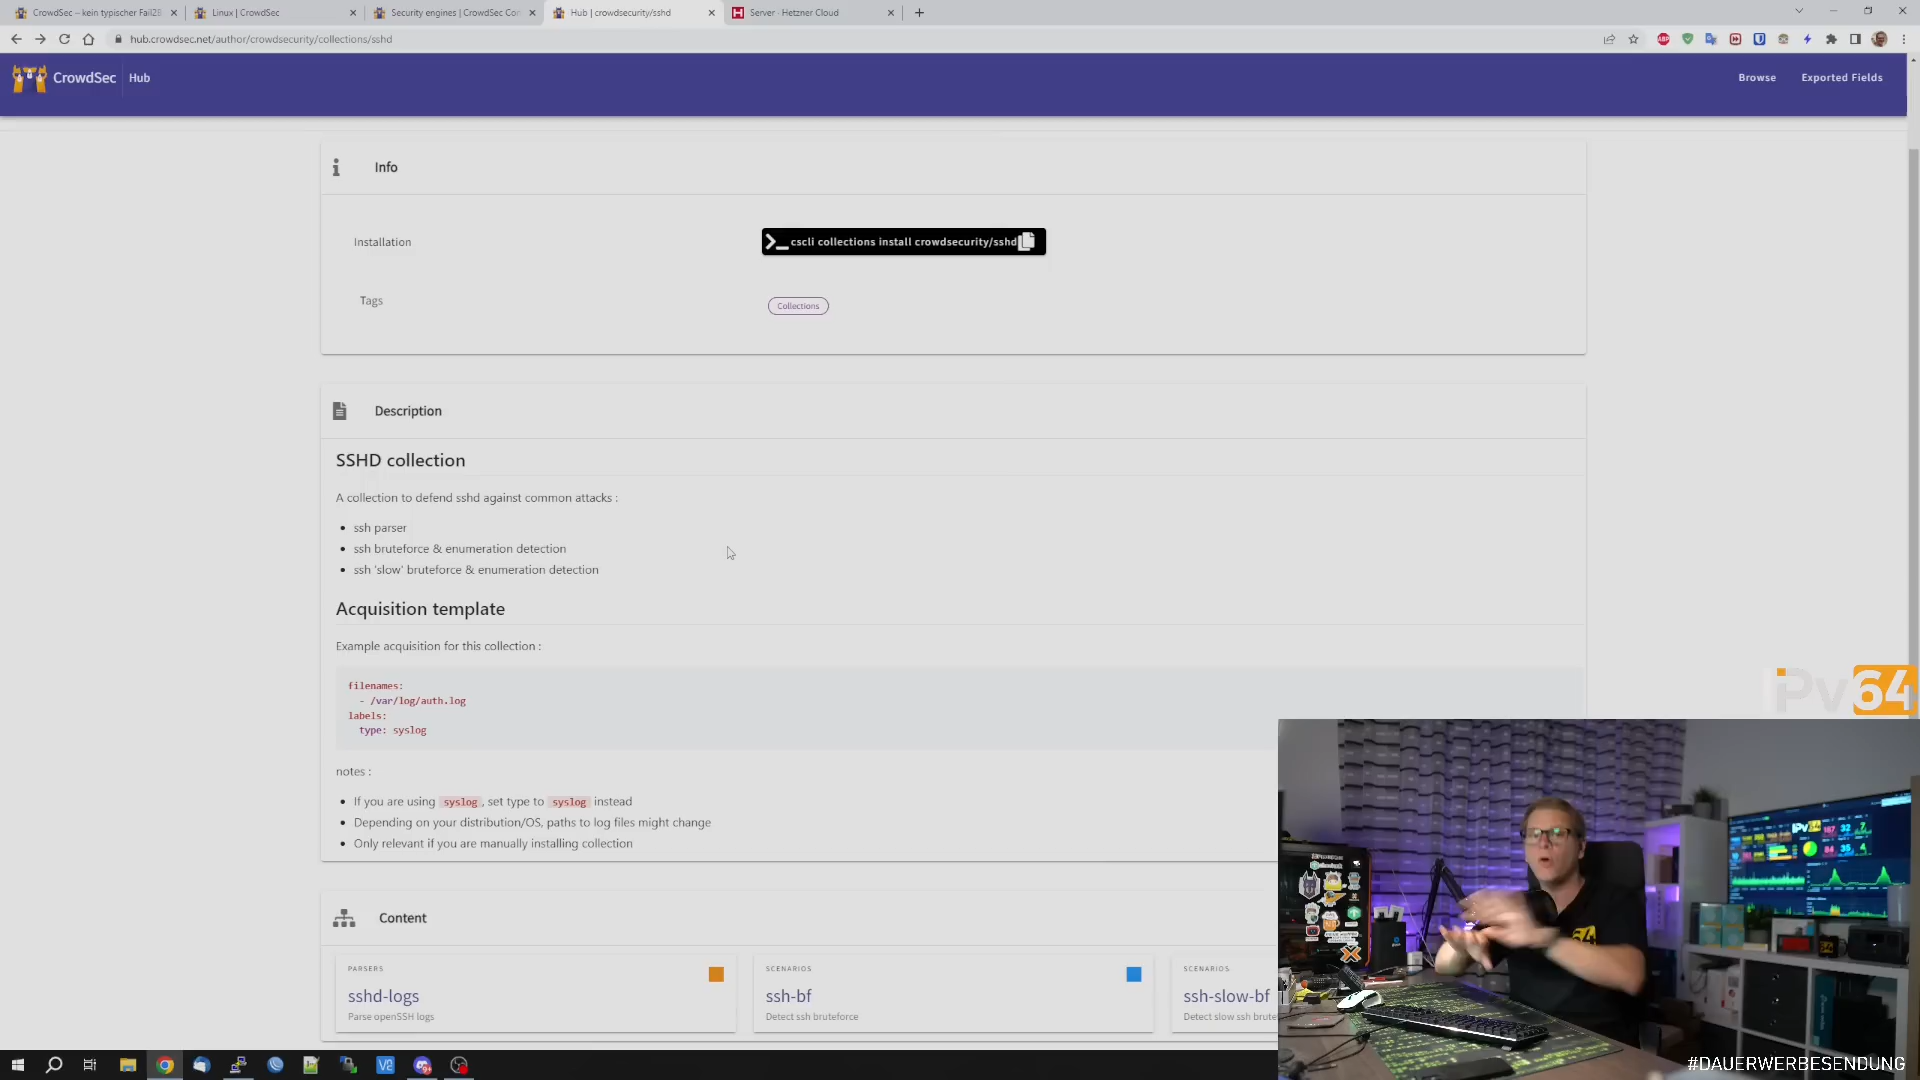 CrowdSec – kein typischer Fail2B
Linux | CrowdSec
Security engines | CrowdSec Cor
Hub | crowdsecurity/sshd
Server - Hetzner Cloud
hub.crowdsec.net/author/crowdsecurity/collections/sshd
CrowdSec Hub
Browse
Exported Fields
Info
Installation
cscli collections install crowdsecurity/sshd
Tags
Collections
Description
SSHD collection
A collection to defend sshd against common attacks :
ssh parser
ssh bruteforce & enumeration detection
ssh 'slow' bruteforce & enumeration detection
Acquisition template
Example acquisition for this collection :
filenames:
- /var/log/auth.log
labels:
type: syslog
notes :
If you are using syslog, set type to syslog instead
Depending on your distribution/OS, paths to log files might change
Only relevant if you are manually installing collection
Content
PARSERS
sshd-logs
Parse openSSH logs
SCENARIOS
ssh-bf
Detect ssh bruteforce
SCENARIOS
ssh-slow-bf
Detect slow ssh brute
iPv64
#DAUERWERBESENDUNG